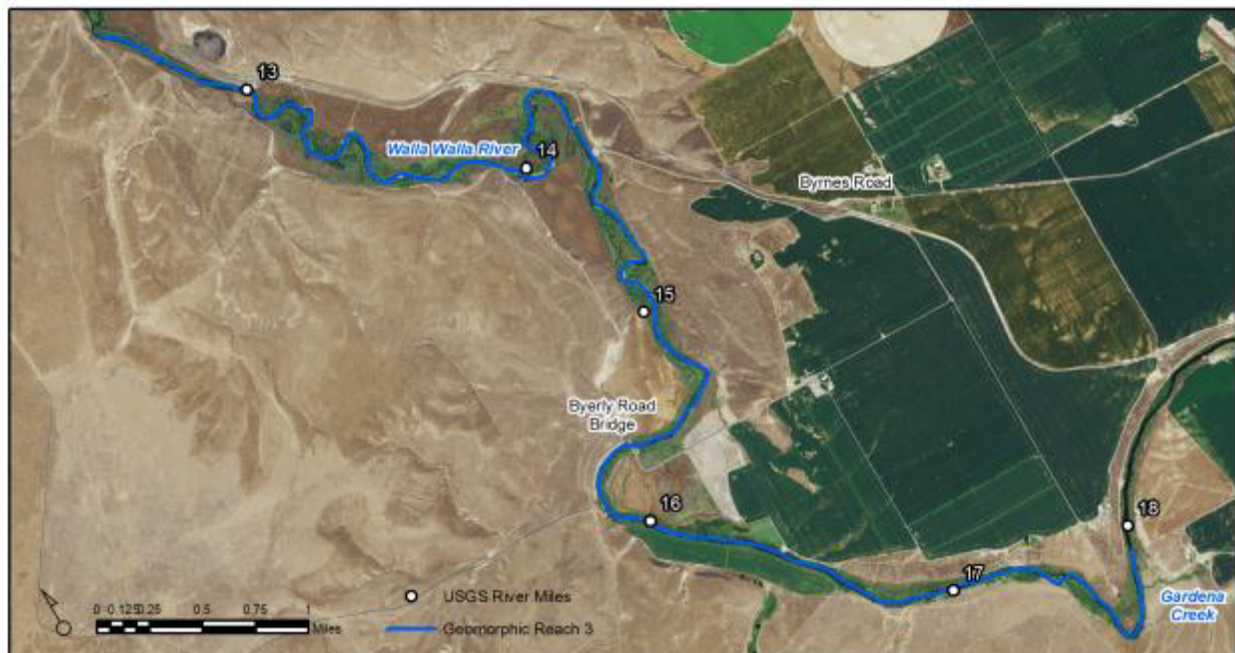 13
Walla Walla River
14
Byrnes Road
15
Byerly Road
Bridge
16
18
17
Gardena
Creek
0 0.125 0.25 0.5 0.75 1
Miles
USGS River Miles
Geomorphic Reach 3